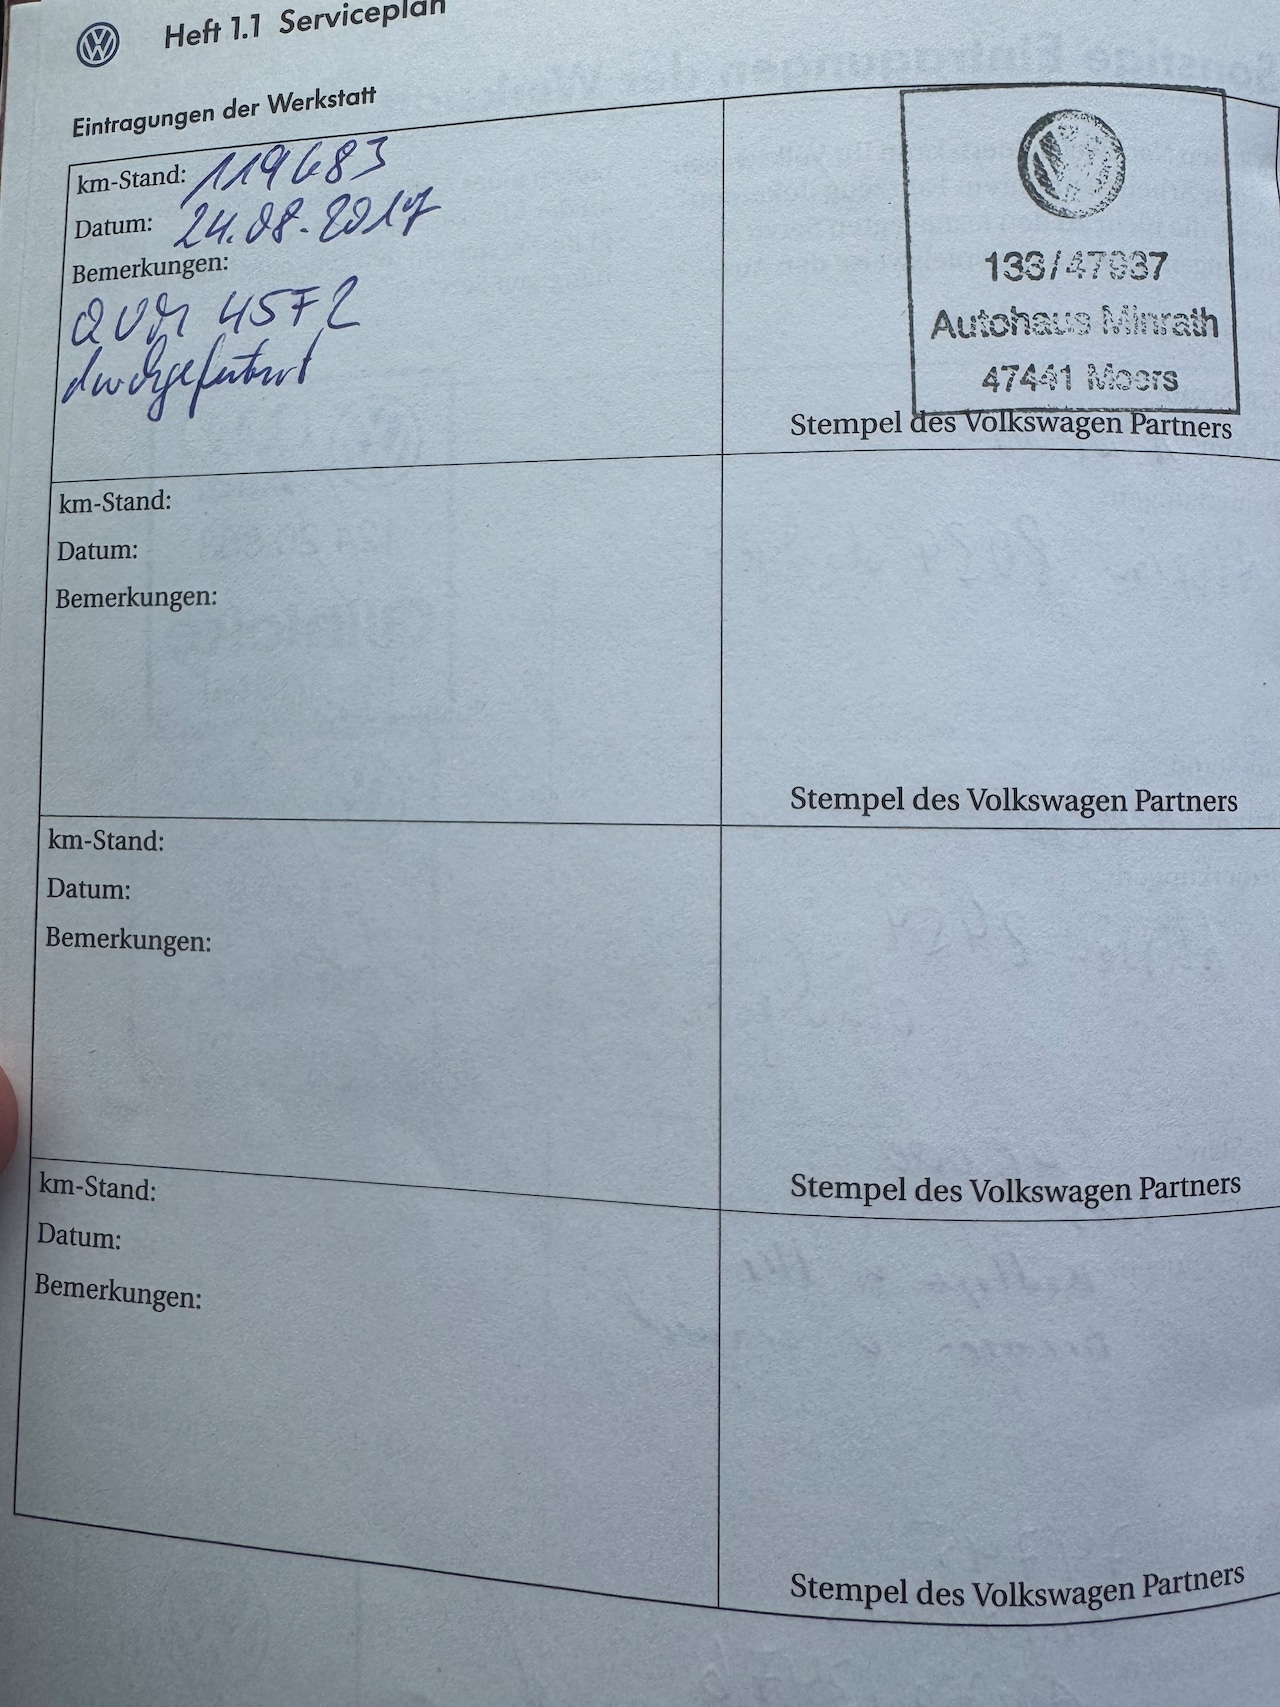 Heft 1.1 Serviceplan
Eintragungen der Werkstatt
km-Stand: 119683
Datum: 24.08.2017
Bemerkungen:
45F2
durchgeführt
133/47937
Autohaus Minrath
47441 Moers
Stempel des Volkswagen Partners
km-Stand:
Datum:
Bemerkungen:
Stempel des Volkswagen Partners
km-Stand:
Datum:
Bemerkungen:
Stempel des Volkswagen Partners
km-Stand:
Datum:
Bemerkungen:
Stempel des Volkswagen Partners